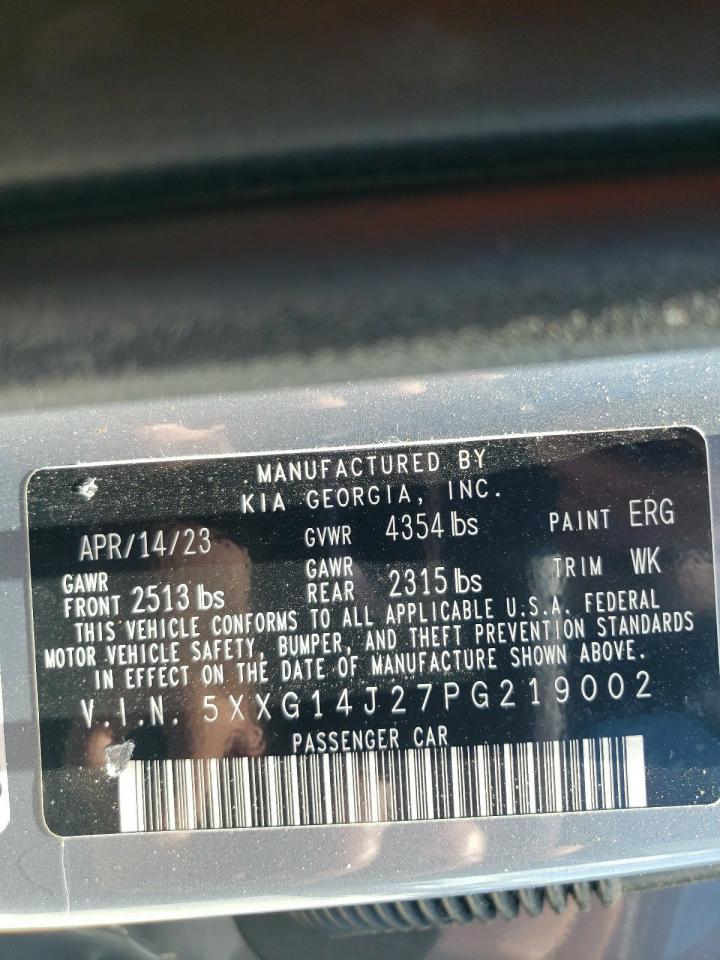 MANUFACTURED BY
KIA GEORGIA, INC.
APR/14/23 GVWR 4354 lbs PAINT ERG
GAWR FRONT 2513 lbs GAWR REAR 2315 lbs TRIM WK
THIS VEHICLE CONFORMS TO ALL APPLICABLE U.S.A. FEDERAL
MOTOR VEHICLE SAFETY, BUMPER, AND THEFT PREVENTION STANDARDS
IN EFFECT ON THE DATE OF MANUFACTURE SHOWN ABOVE.
V.I.N. 5XXG14J27PG219002
PASSENGER CAR